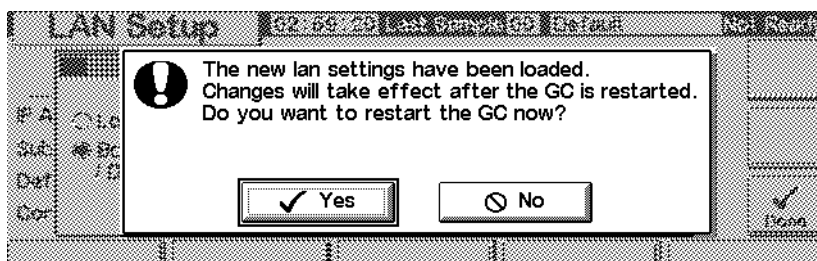 LAN Setup
The new lan settings have been loaded.
Changes will take effect after the GC is restarted.
Do you want to restart the GC now?
Yes
No
Done